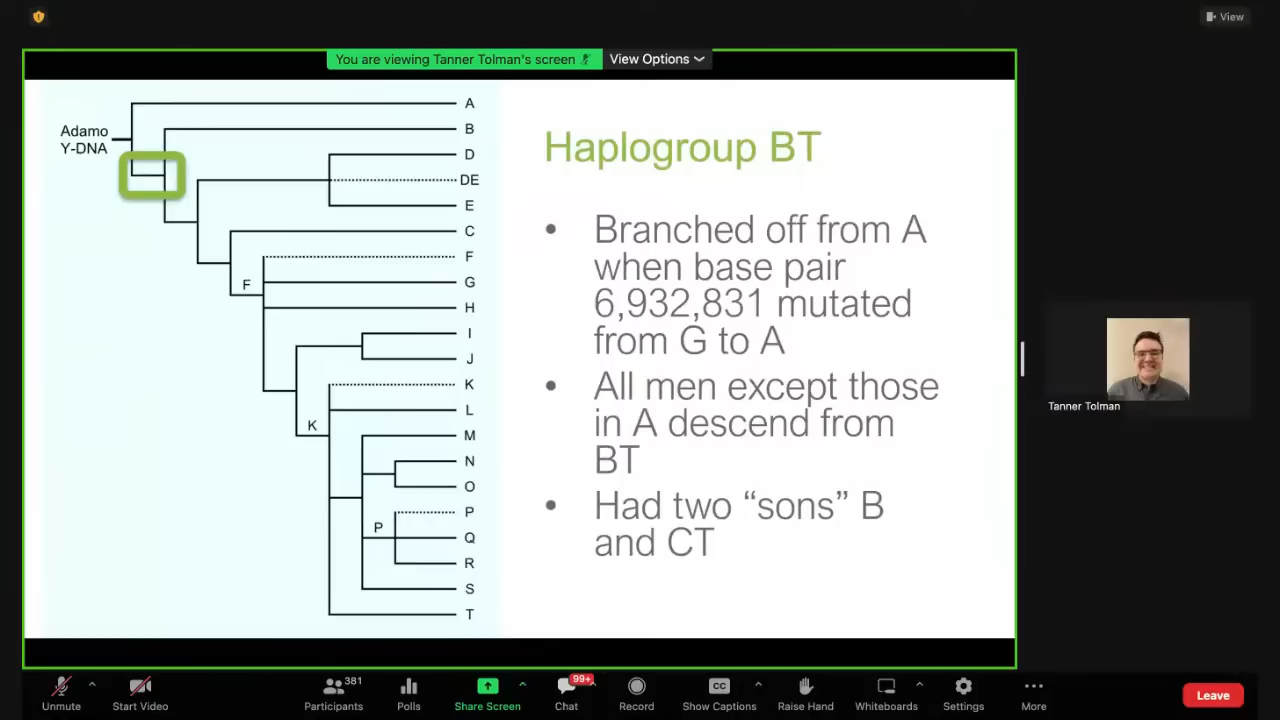 View
You are viewing Tanner Tolman's screen
View Options
Adamo
Y-DNA
A
B
D
DE
E
C
F
F
G
H
I
J
K
L
K
M
N
O
P
P
Q
R
S
T
Haplogroup BT
• Branched off from A
when base pair
6,932,831 mutated
from G to A
• All men except those
in A descend from
BT
• Had two “sons” B
and CT
Tanner Tolman
Unmute
Start Video
381
Participants
Polls
Share Screen
99+
Chat
Record
CC
Show Captions
Raise Hand
Whiteboards
Settings
More
Leave